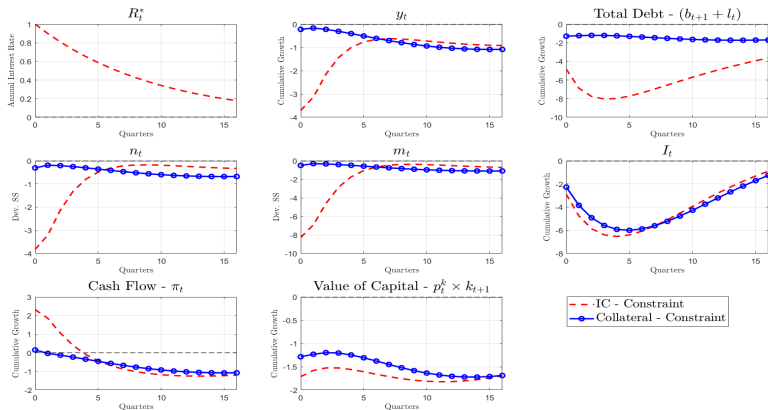 R*t
Annual Interest Rate
1
0.8
0.6
0.4
0.2
0
0 5 10 15
Quarters
yt
Cumulative Growth
0
-1
-2
-3
-4
0 5 10 15
Quarters
Total Debt - (bt+1 + lt)
Cumulative Growth
0
-2
-4
-6
-8
-10
0 5 10 15
Quarters
nt
Dev. SS
0
-1
-2
-3
-4
0 5 10 15
Quarters
mt
Dev. SS
0
-2
-4
-6
-8
-10
0 5 10 15
Quarters
It
Cumulative Growth
0
-2
-4
-6
-8
0 5 10 15
Quarters
Cash Flow - πt
Cumulative Growth
3
2
1
0
-1
-2
0 5 10 15
Quarters
Value of Capital - pkt × kt+1
Cumulative Growth
0
-0.5
-1
-1.5
-2
0 5 10 15
Quarters
IC - Constraint
Collateral - Constraint